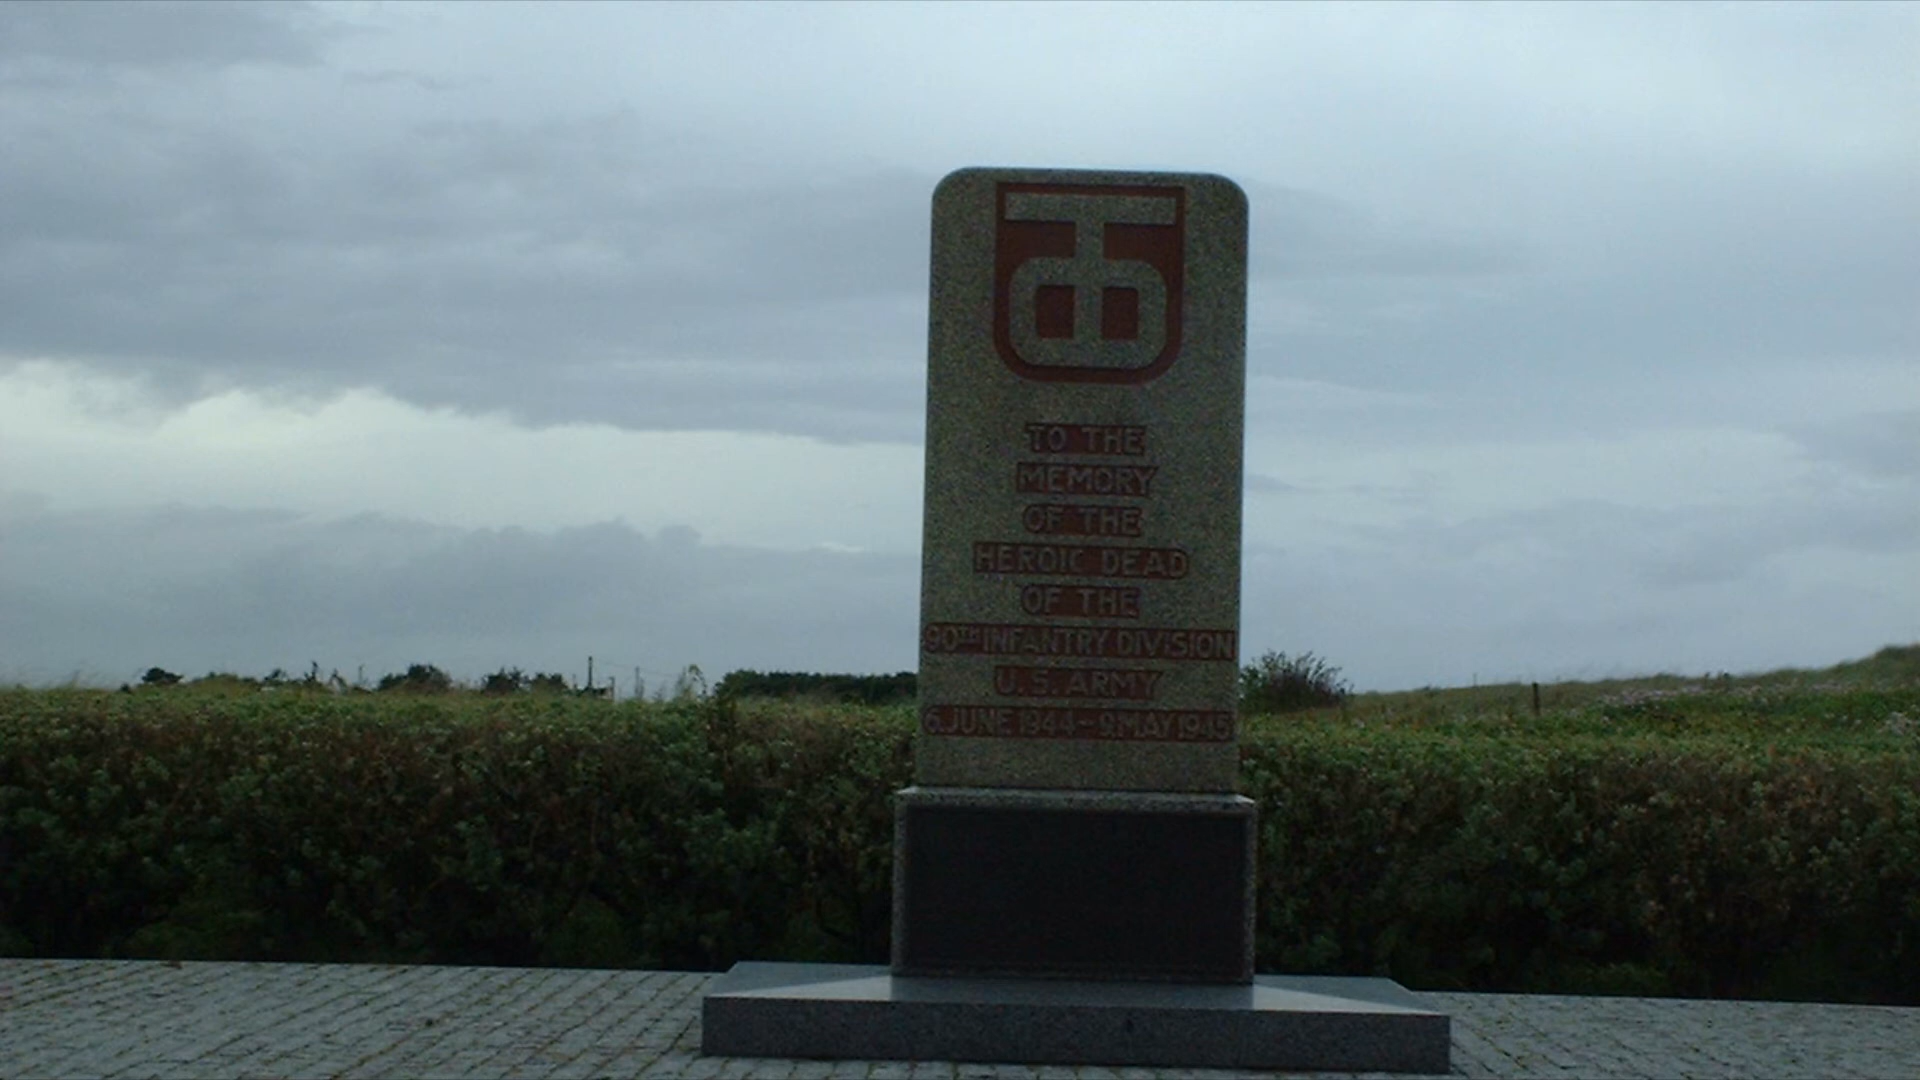 TO
TO THE
MEMORY
OF THE
HEROIC DEAD
OF THE
90TH INFANTRY DIVISION
U.S. ARMY
6.JUNE 1944-9.MAY 1945